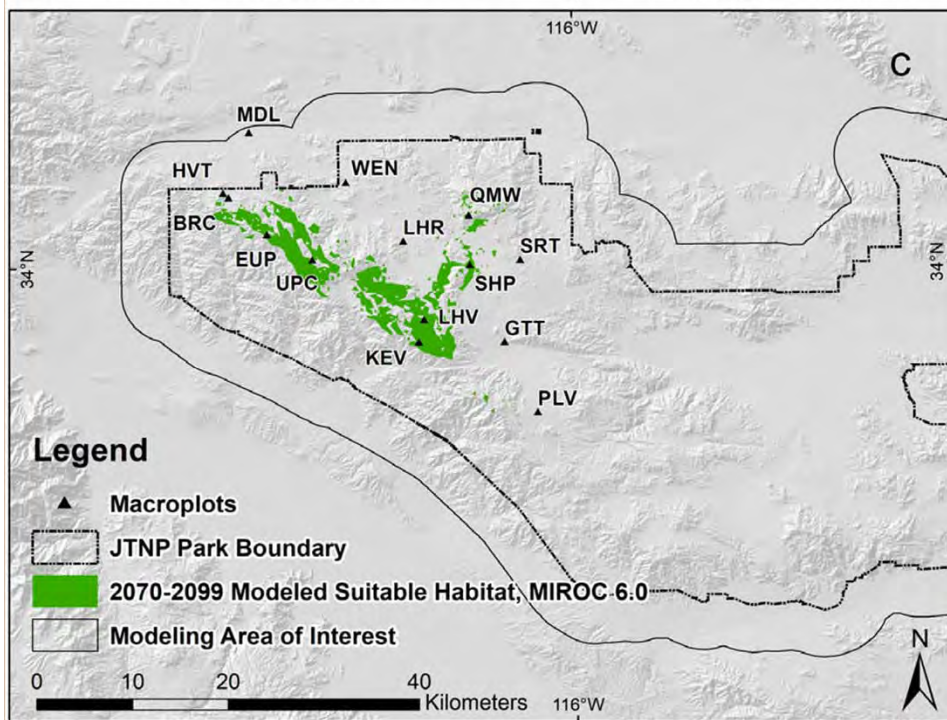 116°W
C
MDL
HVT
WEN
BRC
QMW
LHR
EUP
SRT
34°N
34°N
UPC
SHP
LHV
GTT
KEV
PLV
Legend
Macroplots
JTNP Park Boundary
2070-2099 Modeled Suitable Habitat, MIROC 6.0
Modeling Area of Interest
N
0 10 20 40
Kilometers
116°W